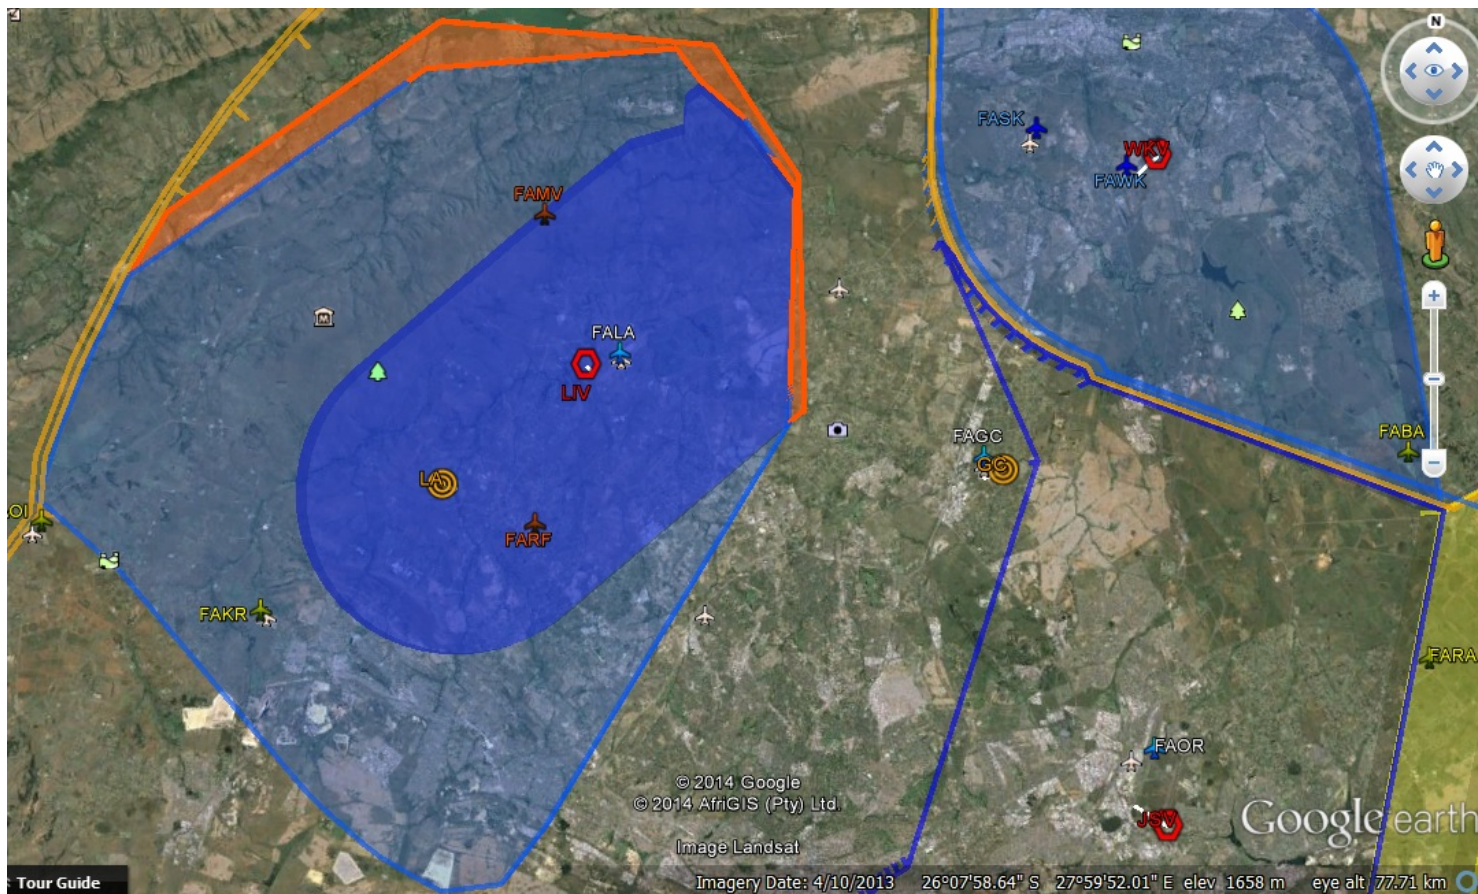 N
FASK
WKV
FAWK
FAMV
FALA
LIV
FAGC
GC
FABA
LA
FARF
FAKR
FARA
FAOR
JSV
© 2014 Google
© 2014 AfriGIS (Pty) Ltd.
Image Landsat
Google earth
Tour Guide
Imagery Date: 4/10/2013 26°07'58.64" S 27°59'52.01" E elev 1658 m eye alt 77.71 km